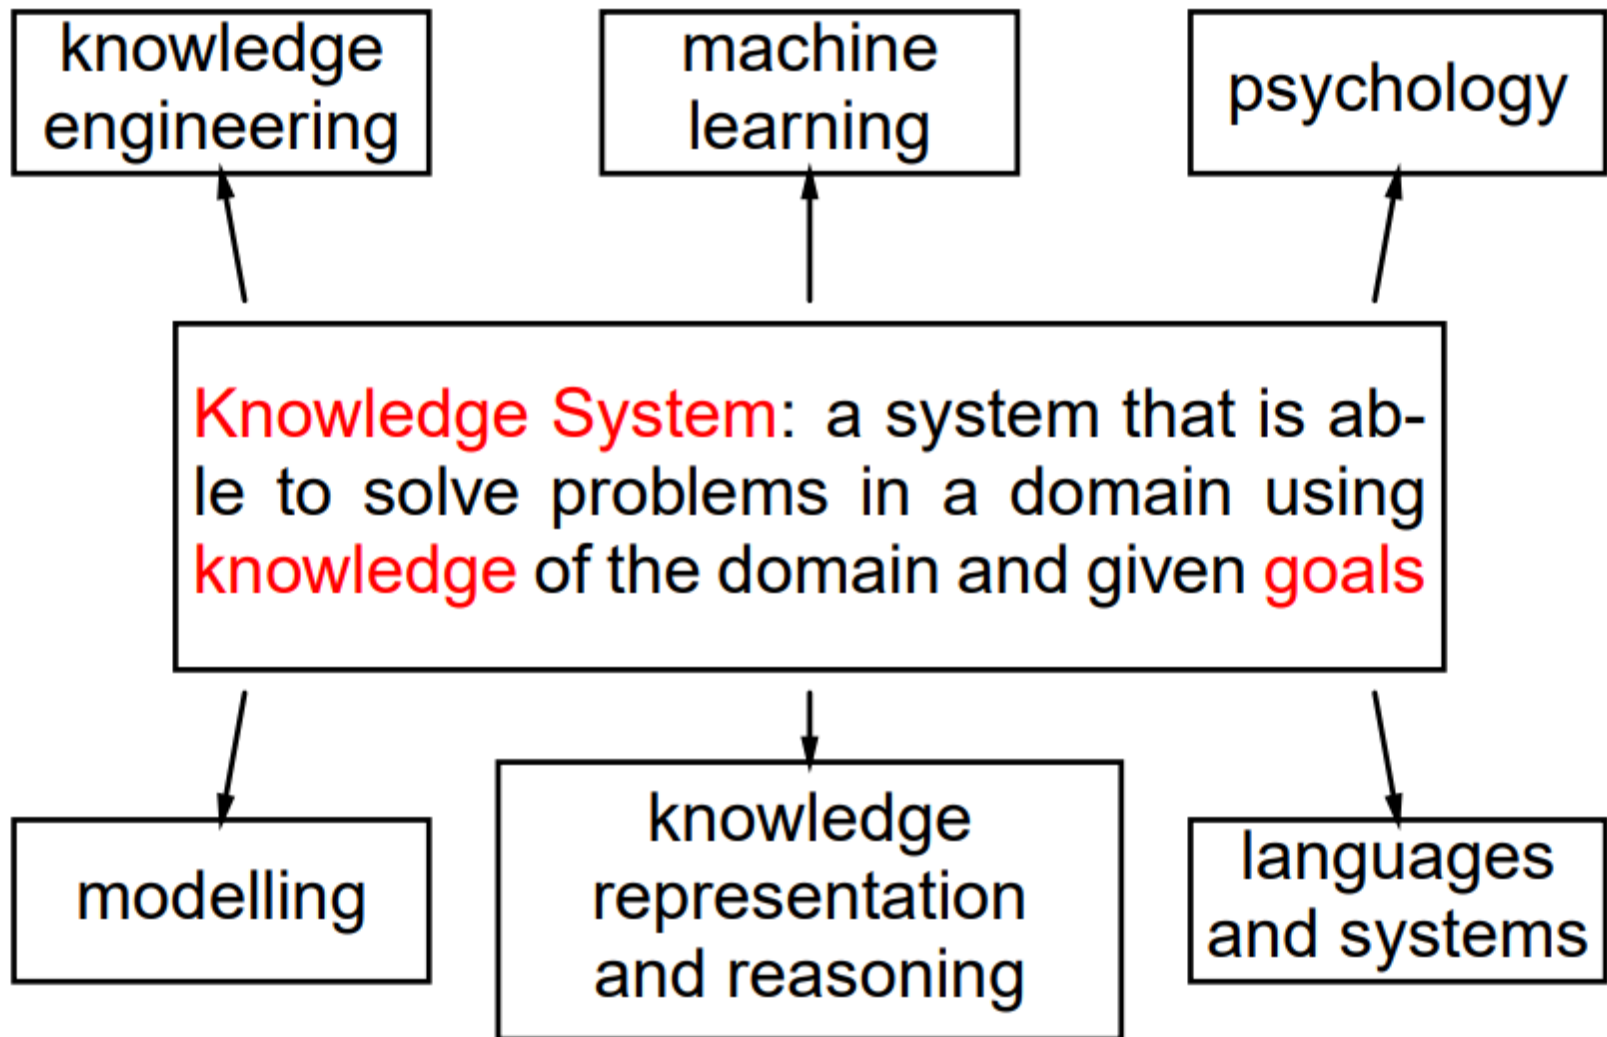 knowledge
engineering
machine
learning
psychology
Knowledge System: a system that is ab-
le to solve problems in a domain using
knowledge of the domain and given goals
modelling
knowledge
representation
and reasoning
languages
and systems